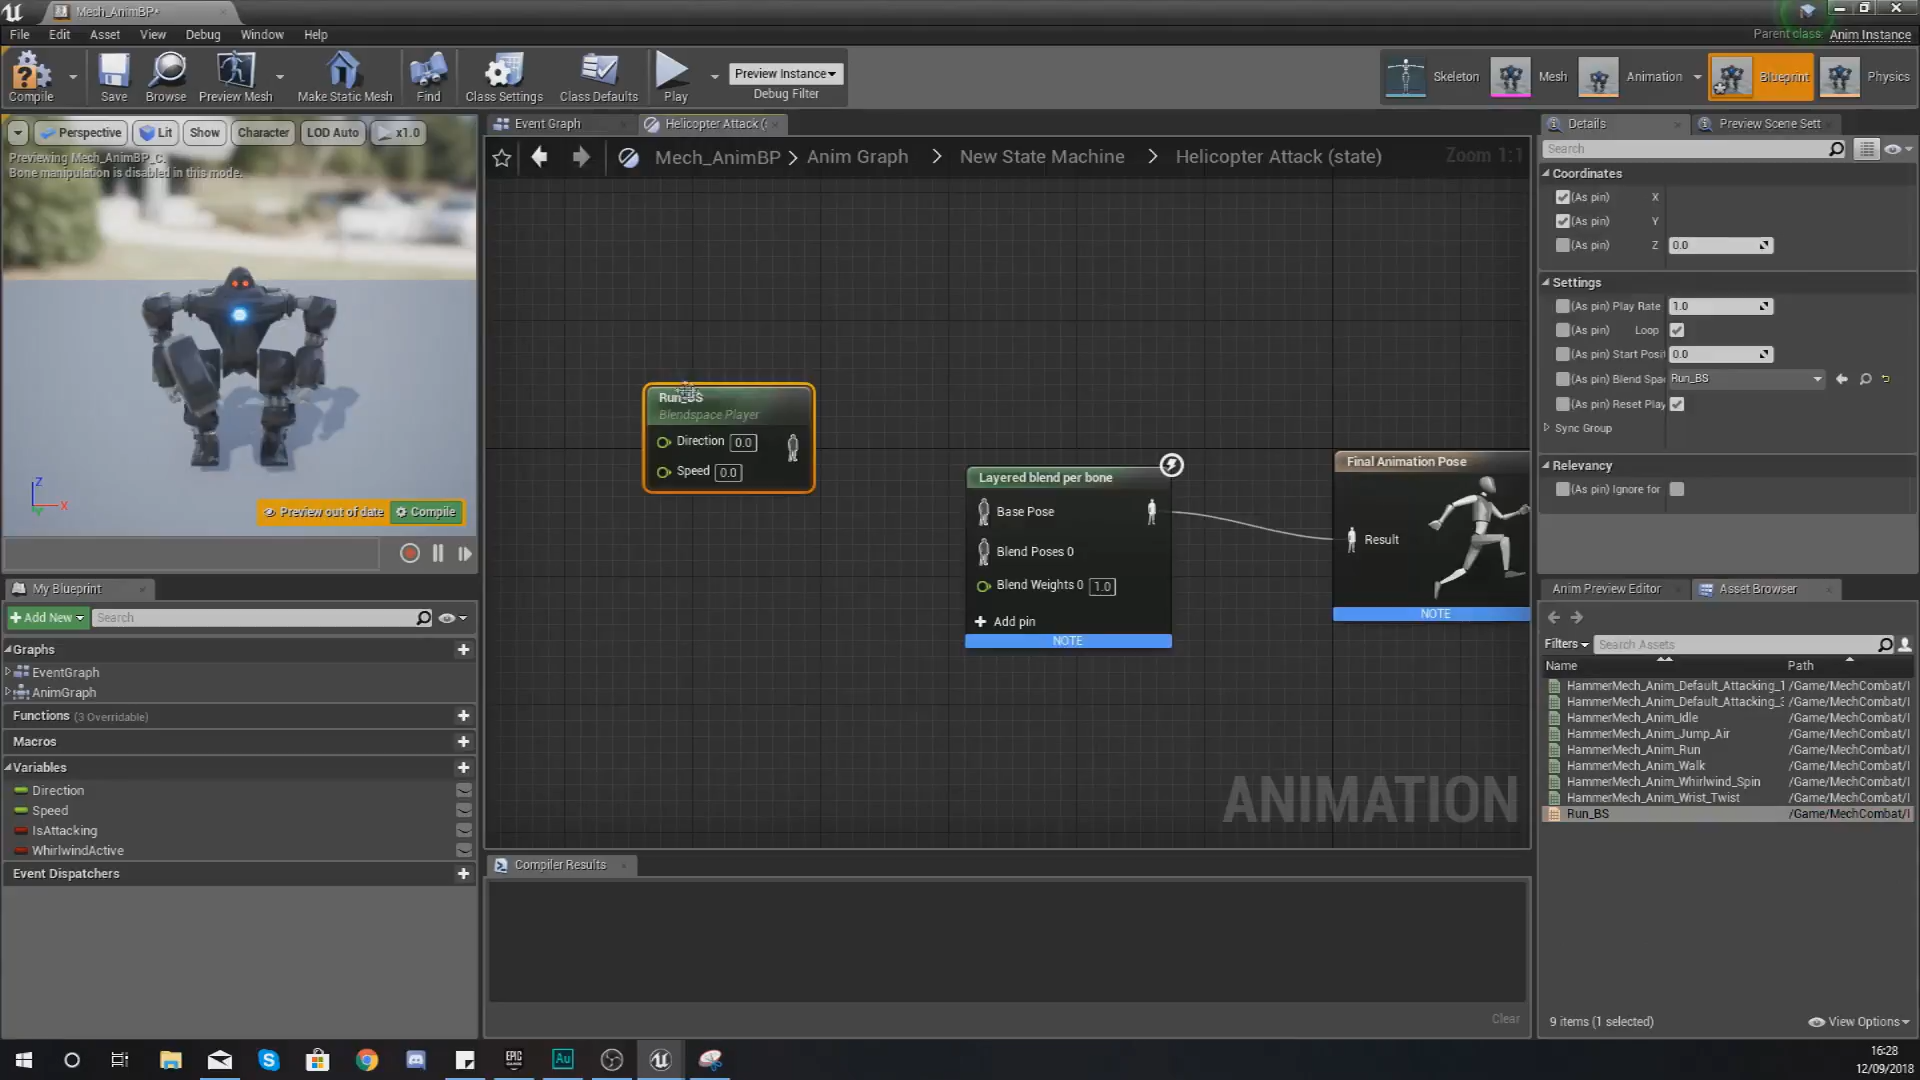 Mech_AnimBP*
File Edit Asset View Debug Window Help
Parent class Anim Instance
Compile Save Browse Preview Mesh Make Static Mesh Find Class Settings Class Defaults Play
Preview Instance
Debug Filter
Skeleton Mesh Animation Blueprint Physics
Perspective Lit Show Character LOD Auto x1.0
Previewing Mech_AnimBP_C.
Bone manipulation is disabled in this mode.
Z
X
Preview out of date Compile
Event Graph Helicopter Attack (
Mech_AnimBP > Anim Graph > New State Machine > Helicopter Attack (state)
Zoom 1:1
Run_BS
Blendspace Player
Direction 0.0
Speed 0.0
Layered blend per bone
Base Pose
Blend Poses 0
Blend Weights 0 1.0
Add pin
NOTE
Final Animation Pose
Result
NOTE
ANIMATION
Compiler Results
Clear
My Blueprint
Add New Search
Graphs
EventGraph
AnimGraph
Functions (3 Overridable)
Macros
Variables
Direction
Speed
IsAttacking
WhirlwindActive
Event Dispatchers
Details Preview Scene Sett
Search
Coordinates
(As pin) X
(As pin) Y
(As pin) Z 0.0
Settings
(As pin) Play Rate 1.0
(As pin) Loop
(As pin) Start Posit 0.0
(As pin) Blend Spac Run_BS
(As pin) Reset Play
Sync Group
Relevancy
(As pin) Ignore for
Anim Preview Editor Asset Browser
Filters Search Assets
Name Path
HammerMech_Anim_Default_Attacking_1 /Game/MechCombat/
HammerMech_Anim_Default_Attacking_3 /Game/MechCombat/
HammerMech_Anim_Idle /Game/MechCombat/
HammerMech_Anim_Jump_Air /Game/MechCombat/
HammerMech_Anim_Run /Game/MechCombat/
HammerMech_Anim_Walk /Game/MechCombat/
HammerMech_Anim_Whirlwind_Spin /Game/MechCombat/
HammerMech_Anim_Wrist_Twist /Game/MechCombat/
Run_BS /Game/MechCombat/
9 items (1 selected) View Options
EPIC
Au
16:28
12/09/2018